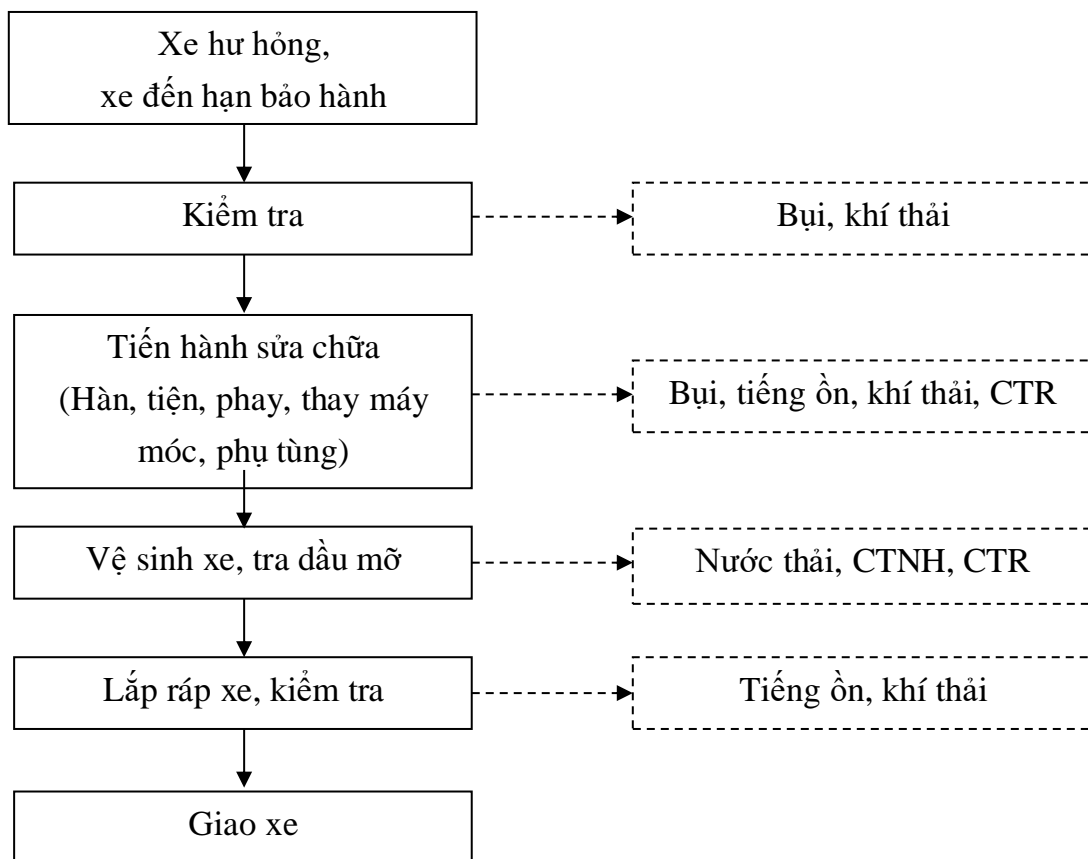 Xe hư hỏng,
xe đến hạn bảo hành
Kiểm tra
Bụi, khí thải
Tiến hành sửa chữa
(Hàn, tiện, phay, thay máy
móc, phụ tùng)
Bụi, tiếng ồn, khí thải, CTR
Vệ sinh xe, tra dầu mỡ
Nước thải, CTNH, CTR
Lắp ráp xe, kiểm tra
Tiếng ồn, khí thải
Giao xe